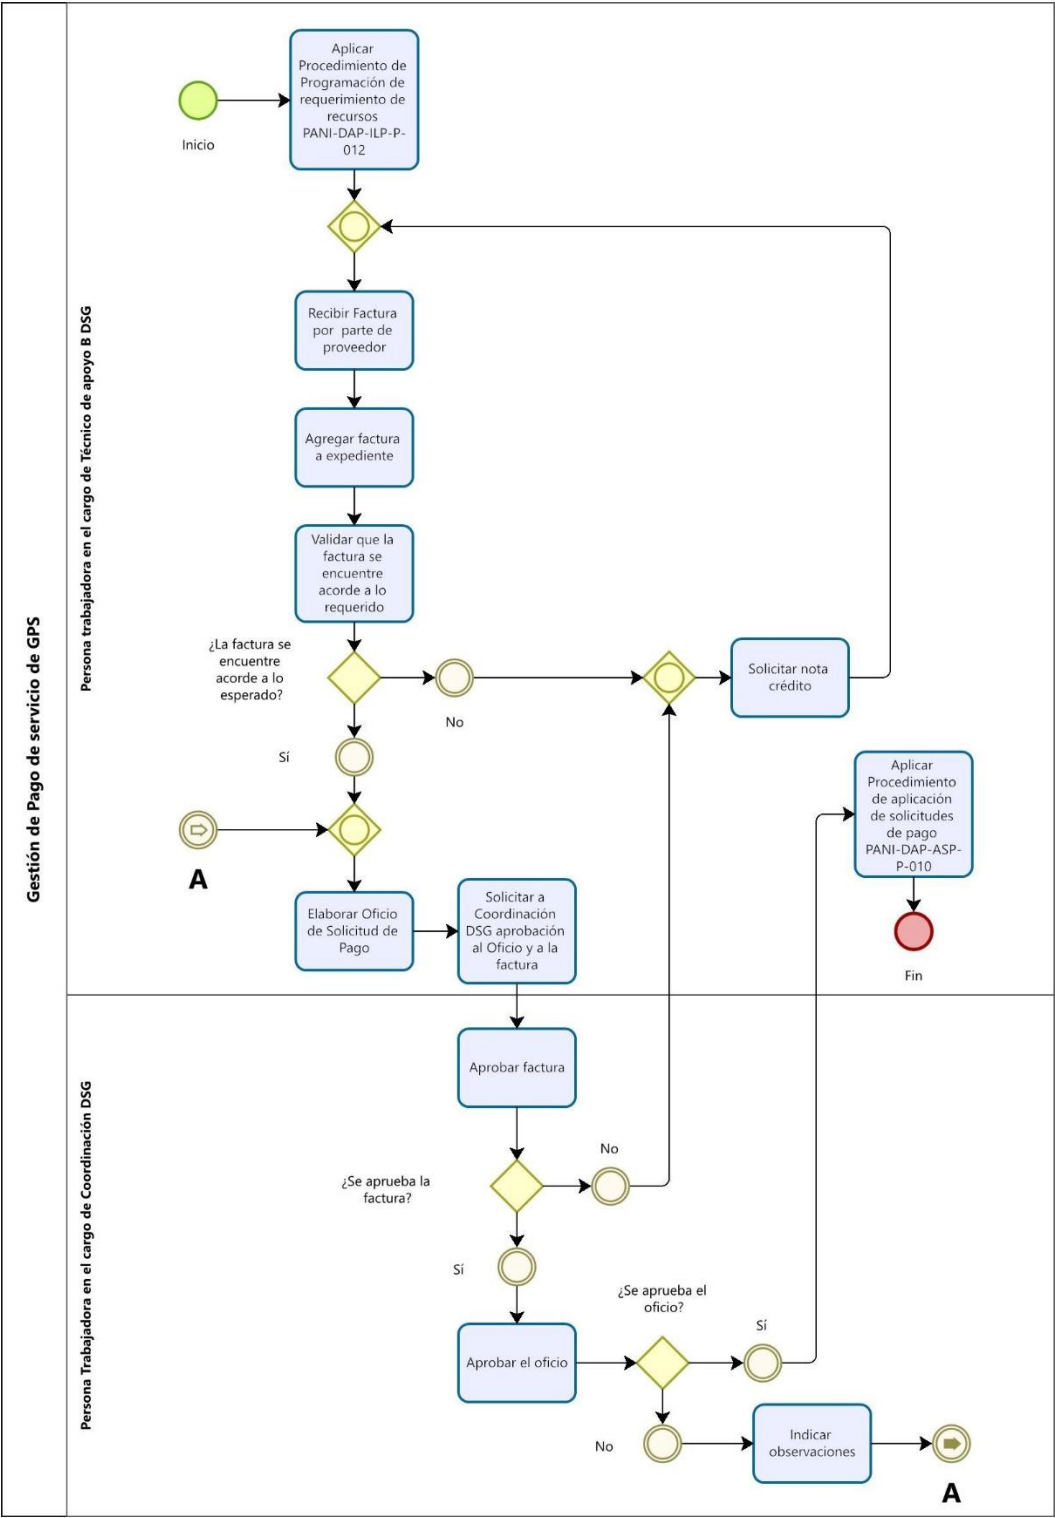 Gestión de Pago de servicio de GPS
Persona trabajadora en el cargo de Técnico de apoyo B DSG
Inicio
Aplicar
Procedimiento de
Programación de
requerimiento de
recursos
PANI-DAP-ILP-P-
012
Recibir Factura
por parte de
proveedor
Agregar factura
a expediente
Validar que la
factura se
encuentre
acorde a lo
requerido
¿La factura se
encuentre
acorde a lo
esperado?
No
Solicitar nota
crédito
Sí
A
Elaborar Oficio
de Solicitud de
Pago
Solicitar a
Coordinación
DSG aprobación
al Oficio y a la
factura
Aplicar
Procedimiento
de aplicación
de solicitudes
de pago
PANI-DAP-ASP-
P-010
Fin
Persona Trabajadora en el cargo de Coordinación DSG
Aprobar factura
¿Se aprueba la
factura?
No
Sí
Aprobar el oficio
¿Se aprueba el
oficio?
Sí
No
Indicar
observaciones
A